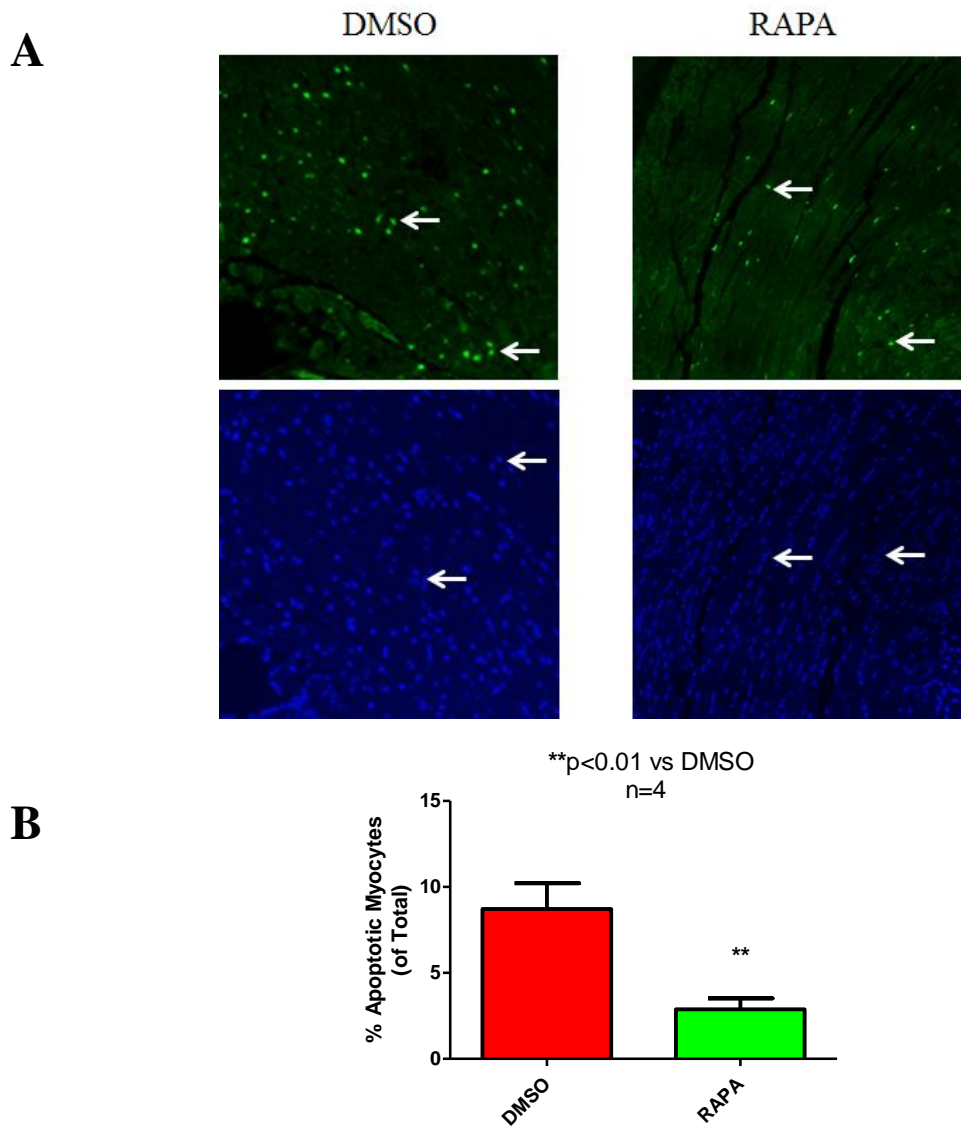 A
DMSO
RAPA
B
**p<0.01 vs DMSO
n=4
% Apoptotic Myocytes
(of Total)
15
10
5
0
**
DMSO
RAPA